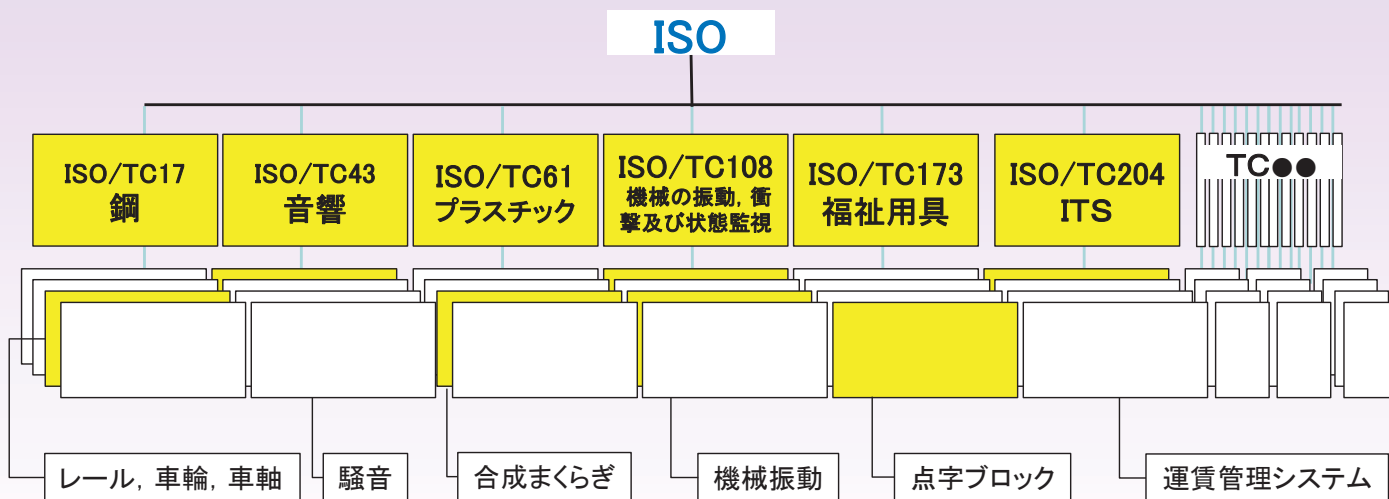 ISO
ISO/TC17
鋼
ISO/TC43
音響
ISO/TC61
プラスチック
ISO/TC108
機械の振動, 衝
撃及び状態監視
ISO/TC173
福祉用具
ISO/TC204
ITS
TC●●
レール, 車輪, 車軸
騒音
合成まくらぎ
機械振動
点字ブロック
運賃管理システム